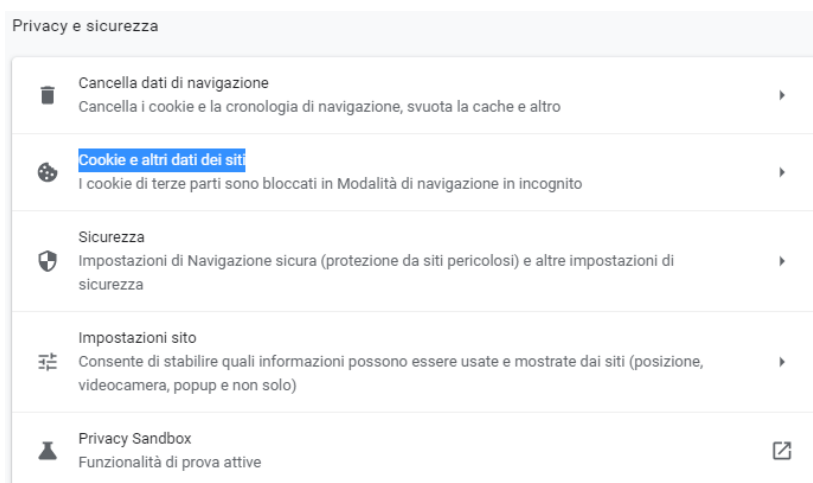 Privacy e sicurezza
Cancella dati di navigazione
Cancella i cookie e la cronologia di navigazione, svuota la cache e altro
Cookie e altri dati dei siti
I cookie di terze parti sono bloccati in Modalità di navigazione in incognito
Sicurezza
Impostazioni di Navigazione sicura (protezione da siti pericolosi) e altre impostazioni di
sicurezza
Impostazioni sito
Consente di stabilire quali informazioni possono essere usate e mostrate dai siti (posizione,
videocamera, popup e non solo)
Privacy Sandbox
Funzionalità di prova attive